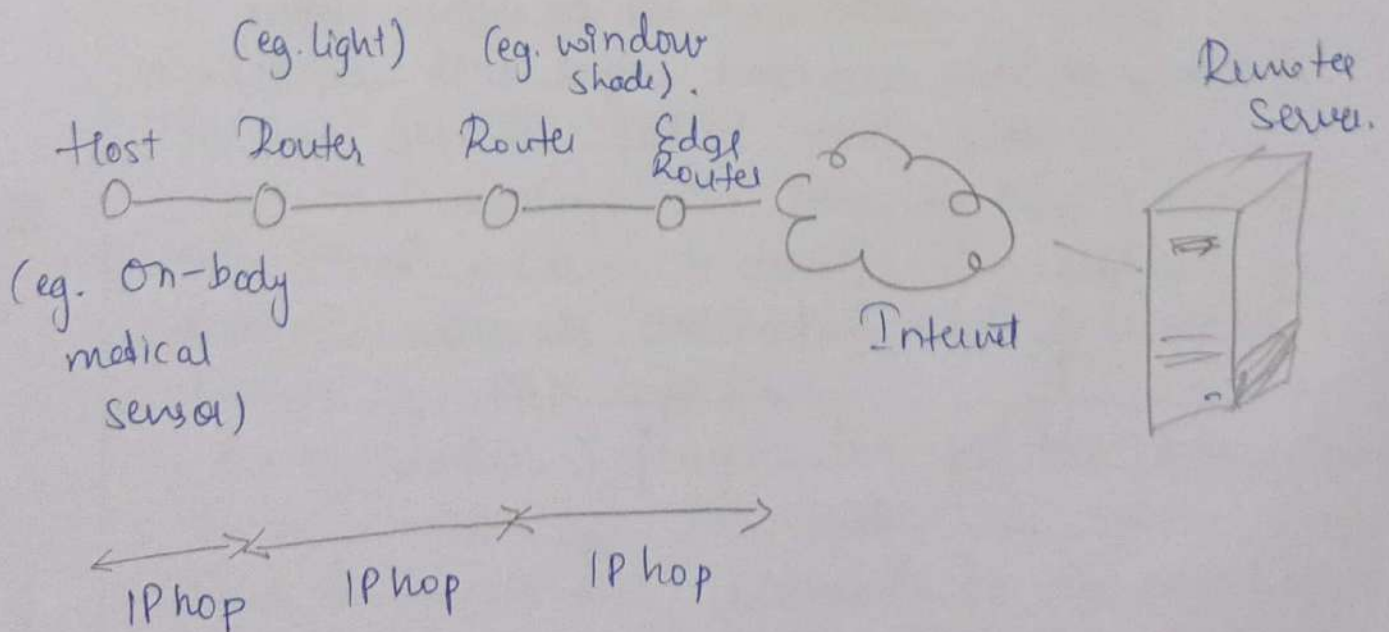 (eg. light)
(eg. window
shade).
Host
Router
Router
Edge
Router
Remotee
Server.
(eg. On-body
medical
sensor)
Internet
IP hop
IP hop
IP hop